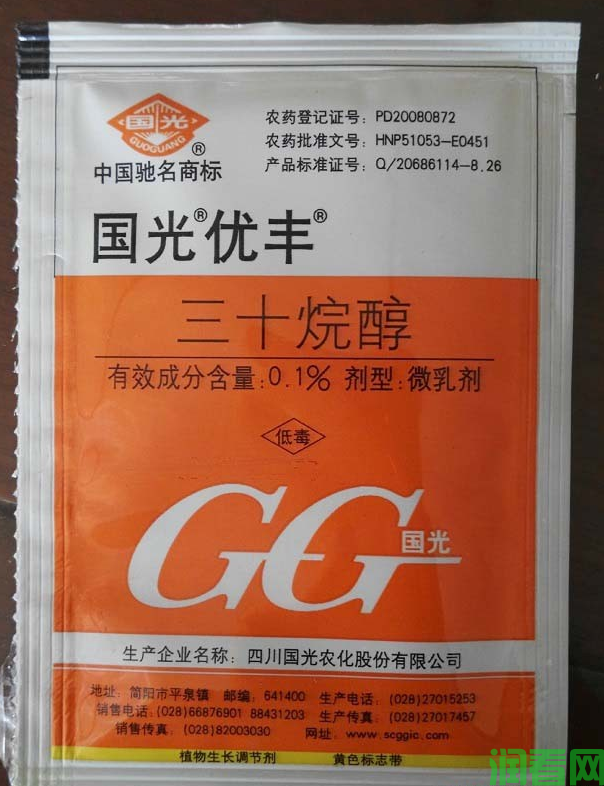 国光
GUOGUANG
®
中国驰名商标
农药登记证号：PD20080872
农药批准文号：HNP51053-E0451
产品标准证号：Q/20686114-8.26
国光®优丰®
三十烷醇
有效成分含量：0.1% 剂型：微乳剂
低毒
GG国光
生产企业名称：四川国光农化股份有限公司
地址：简阳市平泉镇 邮编：641400 生产电话：(028)27015253
销售电话：(028)66876901 88431203 生产传真：(028)27017457
销售传真：(028)82003030 网址：www.scggic.com
植物生长调节剂 黄色标志带
润看网